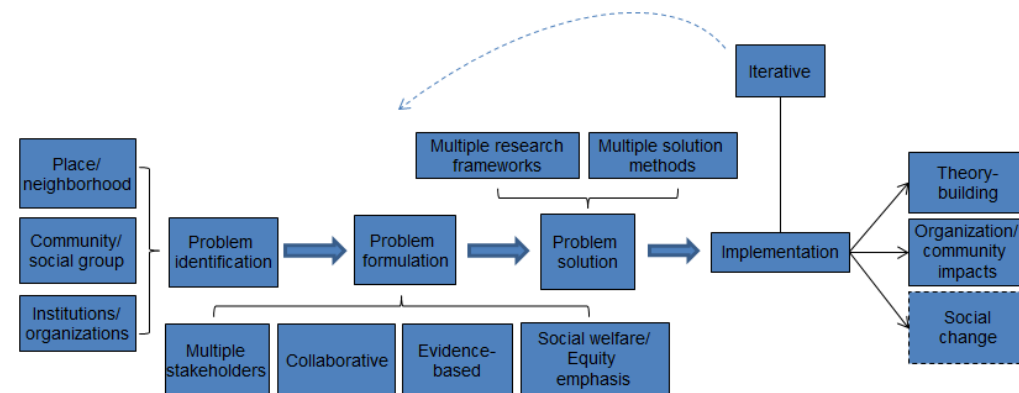 Iterative
Multiple research
frameworks
Multiple solution
methods
Place/
neighborhood
Community/
social group
Institutions/
organizations
Problem
identification
Problem
formulation
Problem
solution
Implementation
Theory-
building
Organization/
community
impacts
Social
change
Multiple
stakeholders
Collaborative
Evidence-
based
Social welfare/
Equity
emphasis